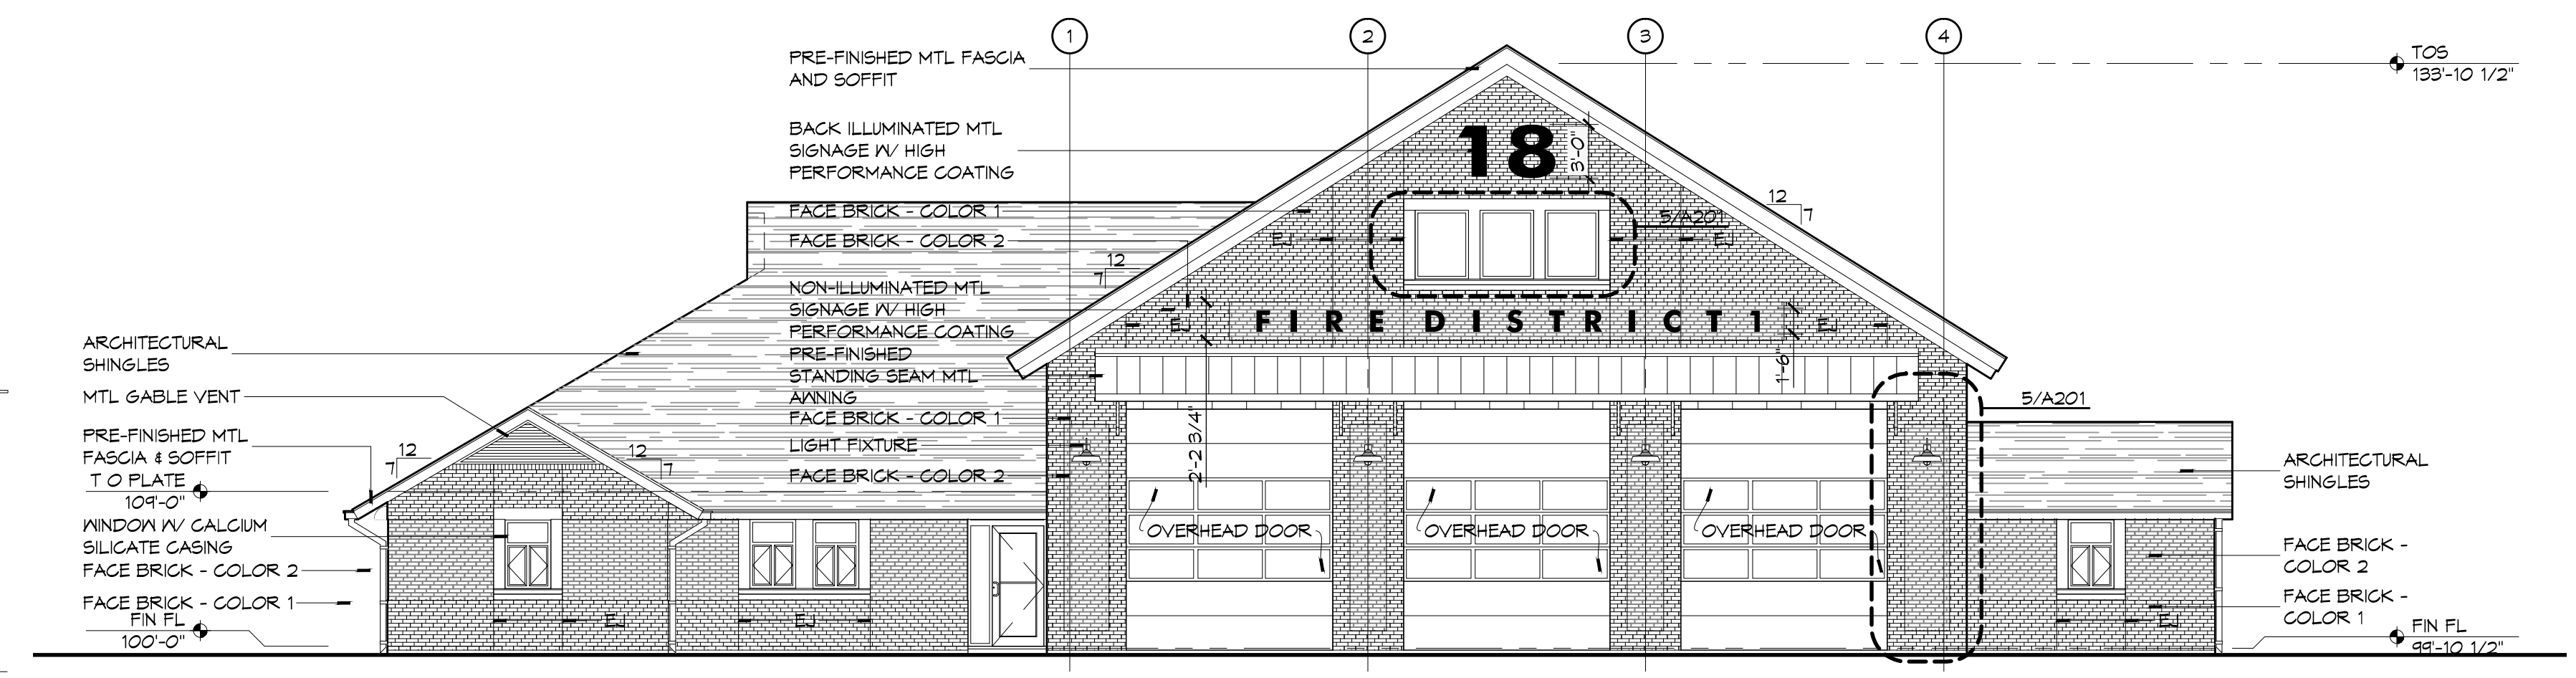 1
2
3
4
PRE-FINISHED MTL FASCIA
AND SOFFIT
TOS
133'-10 1/2"
BACK ILLUMINATED MTL
SIGNAGE W/ HIGH
PERFORMANCE COATING
18
3'-0"
FACE BRICK - COLOR 1
FACE BRICK - COLOR 2
12
7
5/A201
EJ
EJ
12
7
NON-ILLUMINATED MTL
SIGNAGE W/ HIGH
PERFORMANCE COATING
EJ
FIRE DISTRICT 1
EJ
PRE-FINISHED
STANDING SEAM MTL
AWNING
1'-6"
2'-2 3/4"
FACE BRICK - COLOR 1
LIGHT FIXTURE
FACE BRICK - COLOR 2
5/A201
ARCHITECTURAL
SHINGLES
MTL GABLE VENT
PRE-FINISHED MTL
FASCIA & SOFFIT
12
7
12
7
T O PLATE
109'-0"
WINDOW W/ CALCIUM
SILICATE CASING
FACE BRICK - COLOR 2
FACE BRICK - COLOR 1
FIN FL
100'-0"
EJ
EJ
OVERHEAD DOOR
OVERHEAD DOOR
OVERHEAD DOOR
ARCHITECTURAL
SHINGLES
FACE BRICK -
COLOR 2
FACE BRICK -
COLOR 1
EJ
FIN FL
99'-10 1/2"